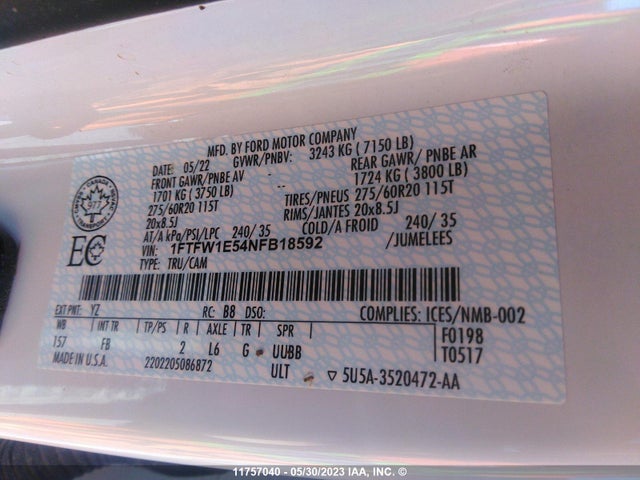 MFD. BY FORD MOTOR COMPANY
DATE: 05/22 GVWR/PNBV: 3243 KG ( 7150 LB)
FRONT GAWR/PNBE AV REAR GAWR/ PNBE AR
1701 KG ( 3750 LB) 1724 KG ( 3800 LB)
275/60R20 115T TIRES/PNEUS 275/60R20 115T
20x8.5J RIMS/JANTES 20x8.5J
AT/A kPa/PSI/LPC 240/ 35 COLD/A FROID 240/ 35
VIN: 1FTFW1E54NFB18592 /JUMELEES
TYPE: TRU/CAM
EC
EXT PNT: YZ RC: B8 DSO: COMPLIES: ICES/NMB-002
WB INT TR TP/PS R AXLE TR SPR F0198
157 FB 2 L6 G UUBB T0517
MADE IN U.S.A. 2202205086872 ULT ▽ 5U5A-3520472-AA
11757040 - 05/30/2023 IAA, INC. ©